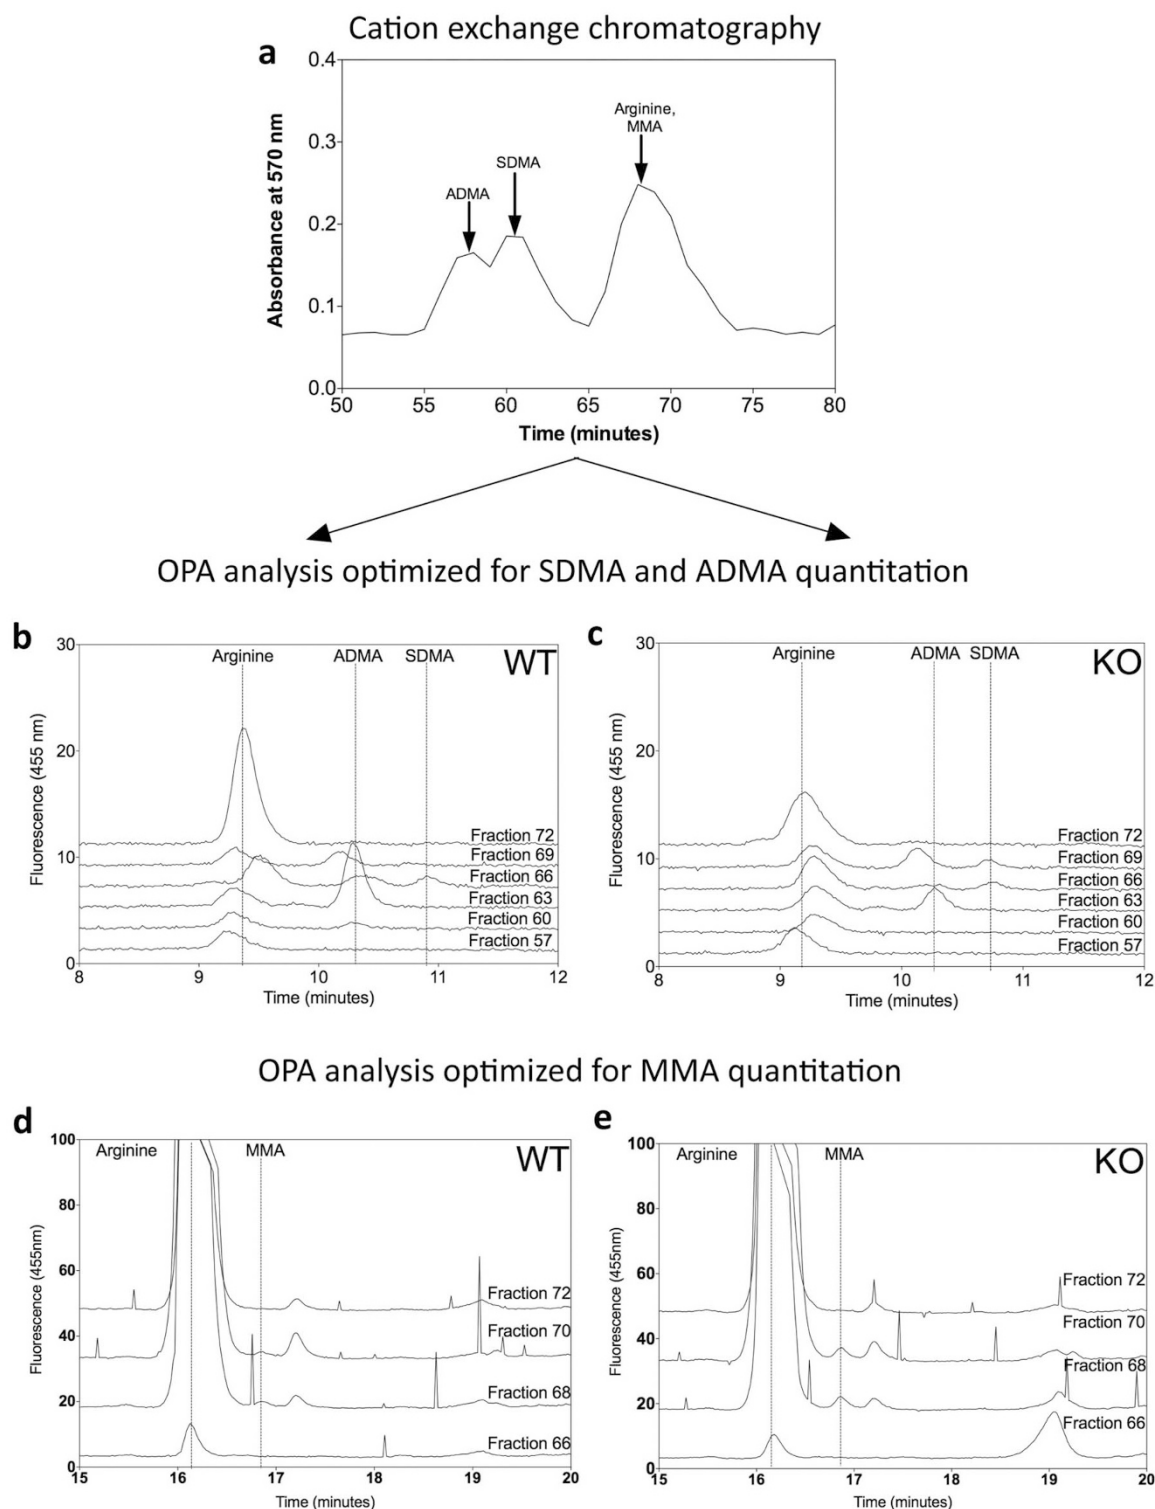 Cation exchange chromatography
a
0.4
0.3
0.2
0.1
0.0
Absorbance at 570 nm
ADMA
SDMA
Arginine,
MMA
50 55 60 65 70 75 80
Time (minutes)
OPA analysis optimized for SDMA and ADMA quantitation
b
30
20
10
0
Fluorescence (455 nm)
Arginine ADMA SDMA WT
Fraction 72
Fraction 69
Fraction 66
Fraction 63
Fraction 60
Fraction 57
8 9 10 11 12
Time (minutes)
c
30
20
10
0
Fluorescence (455 nm)
Arginine ADMA SDMA KO
Fraction 72
Fraction 69
Fraction 66
Fraction 63
Fraction 60
Fraction 57
8 9 10 11 12
Time (minutes)
OPA analysis optimized for MMA quantitation
d
100
80
60
40
20
0
Fluorescence (455nm)
Arginine MMA WT
Fraction 72
Fraction 70
Fraction 68
Fraction 66
15 16 17 18 19 20
Time (minutes)
e
100
80
60
40
20
0
Fluorescence (455nm)
Arginine MMA KO
Fraction 72
Fraction 70
Fraction 68
Fraction 66
15 16 17 18 19 20
Time (minutes)